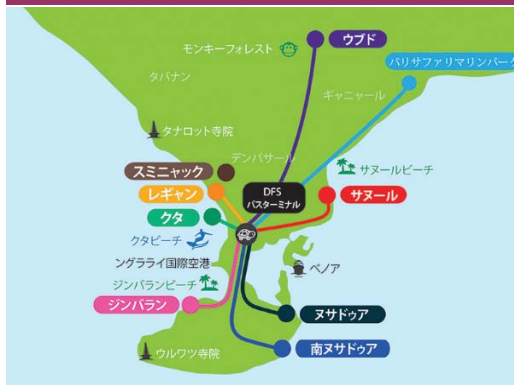 モンキーフォレスト
ウブド
バリサファリマリンパーク
タバナン
ギャニャール
タナロット寺院
デンパサール
スミニャック
サヌールビーチ
レギャン
DFS
バスターミナル
サヌール
クタ
クタビーチ
ングラライ国際空港
ベノア
ジンバランビーチ
ジンバラン
ヌサドゥア
南ヌサドゥア
ウルワツ寺院